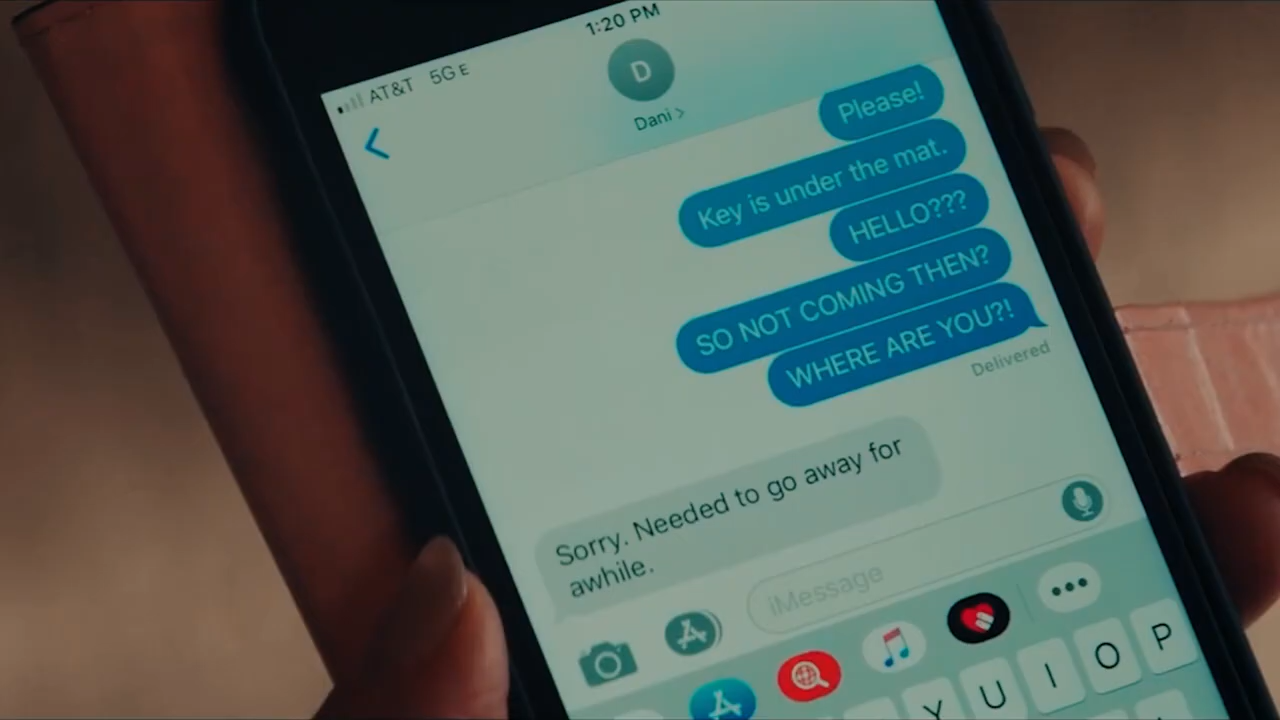 1:20 PM
AT&T 5GE
D
Dani >
Please!
Key is under the mat.
HELLO???
SO NOT COMING THEN?
WHERE ARE YOU?!
Delivered
Sorry. Needed to go away for
awhile.
iMessage
Y U I O P